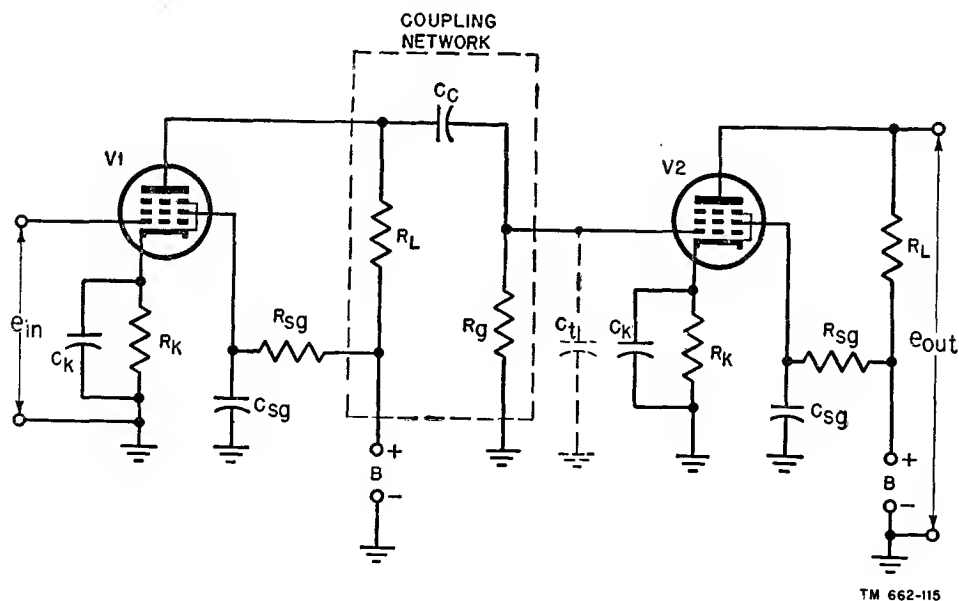 COUPLING
NETWORK
CC
V1
V2
RL
RL
ein
CK
RK
Rsg
Csg
Rg
Ct
CK
RK
Rsg
Csg
eout
+
B
−
+
B
−
TM 662-115